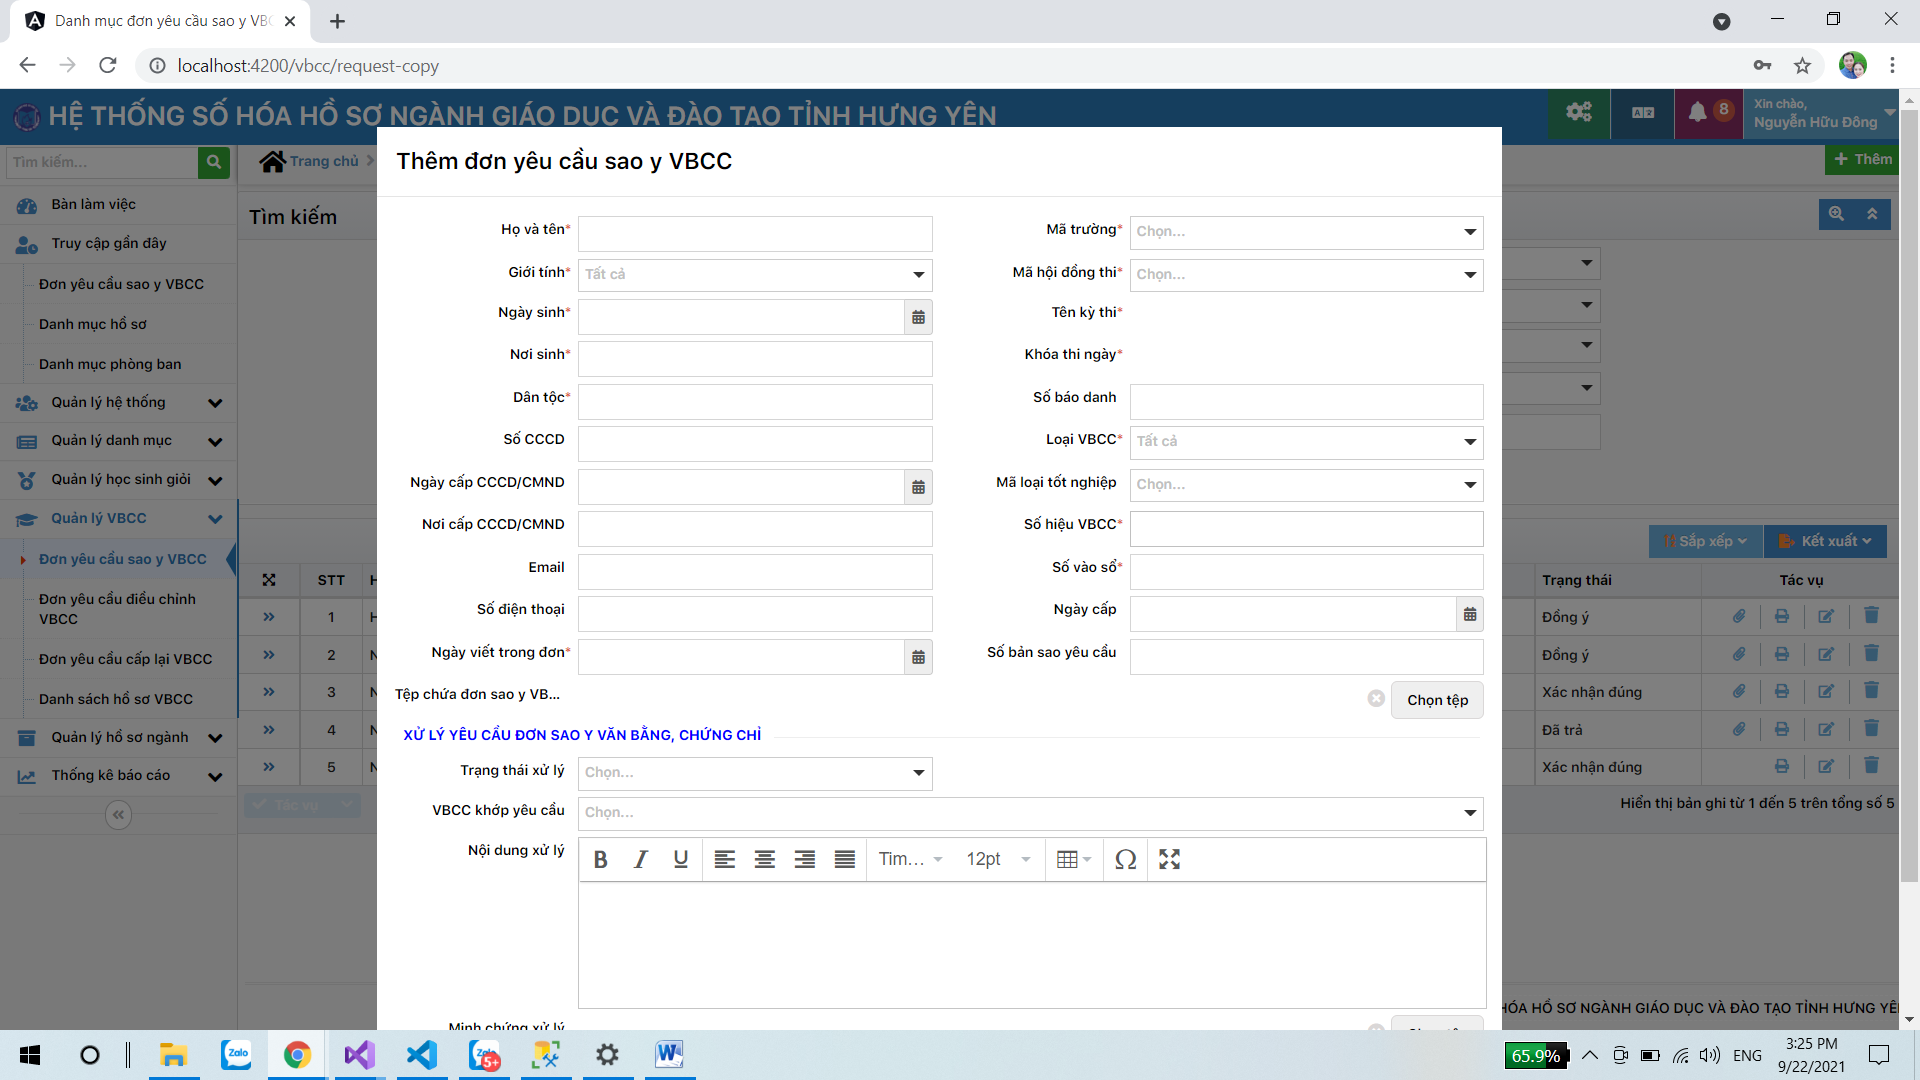 Danh mục đơn yêu cầu sao y VBC
localhost:4200/vbcc/request-copy
HỆ THỐNG SỐ HÓA HỒ SƠ NGÀNH GIÁO DỤC VÀ ĐÀO TẠO TỈNH HƯNG YÊN
8
Xin chào,
Nguyễn Hữu Đông
Tìm kiếm...
Trang chủ
Thêm
Bàn làm việc
Truy cập gần đây
Đơn yêu cầu sao y VBCC
Danh mục hồ sơ
Danh mục phòng ban
Quản lý hệ thống
Quản lý danh mục
Quản lý học sinh giỏi
Quản lý VBCC
Đơn yêu cầu sao y VBCC
Đơn yêu cầu điều chỉnh
VBCC
Đơn yêu cầu cấp lại VBCC
Danh sách hồ sơ VBCC
Quản lý hồ sơ ngành
Thống kê báo cáo
Tìm kiếm
STT
1
2
3
4
5
Tác vụ
Thêm đơn yêu cầu sao y VBCC
Họ và tên*
Mã trường* Chọn...
Giới tính* Tất cả
Mã hội đồng thi* Chọn...
Ngày sinh*
Tên kỳ thi*
Nơi sinh*
Khóa thi ngày*
Dân tộc*
Số báo danh
Số CCCD
Loại VBCC* Tất cả
Ngày cấp CCCD/CMND
Mã loại tốt nghiệp Chọn...
Nơi cấp CCCD/CMND
Số hiệu VBCC*
Email
Số vào sổ*
Số điện thoại
Ngày cấp
Ngày viết trong đơn*
Số bản sao yêu cầu
Tệp chứa đơn sao y VB...
Chọn tệp
XỬ LÝ YÊU CẦU ĐƠN SAO Y VĂN BẰNG, CHỨNG CHỈ
Trạng thái xử lý Chọn...
VBCC khớp yêu cầu Chọn...
Nội dung xử lý
B I U Tim... 12pt Ω
Minh chứng xử lý
Sắp xếp
Kết xuất
Trạng thái Tác vụ
Đồng ý
Đồng ý
Xác nhận đúng
Đã trả
Xác nhận đúng
Hiển thị bản ghi từ 1 đến 5 trên tổng số 5
HÓA HỒ SƠ NGÀNH GIÁO DỤC VÀ ĐÀO TẠO TỈNH HƯNG YÊ
Zalo
5+
65.9%
ENG
3:25 PM
9/22/2021